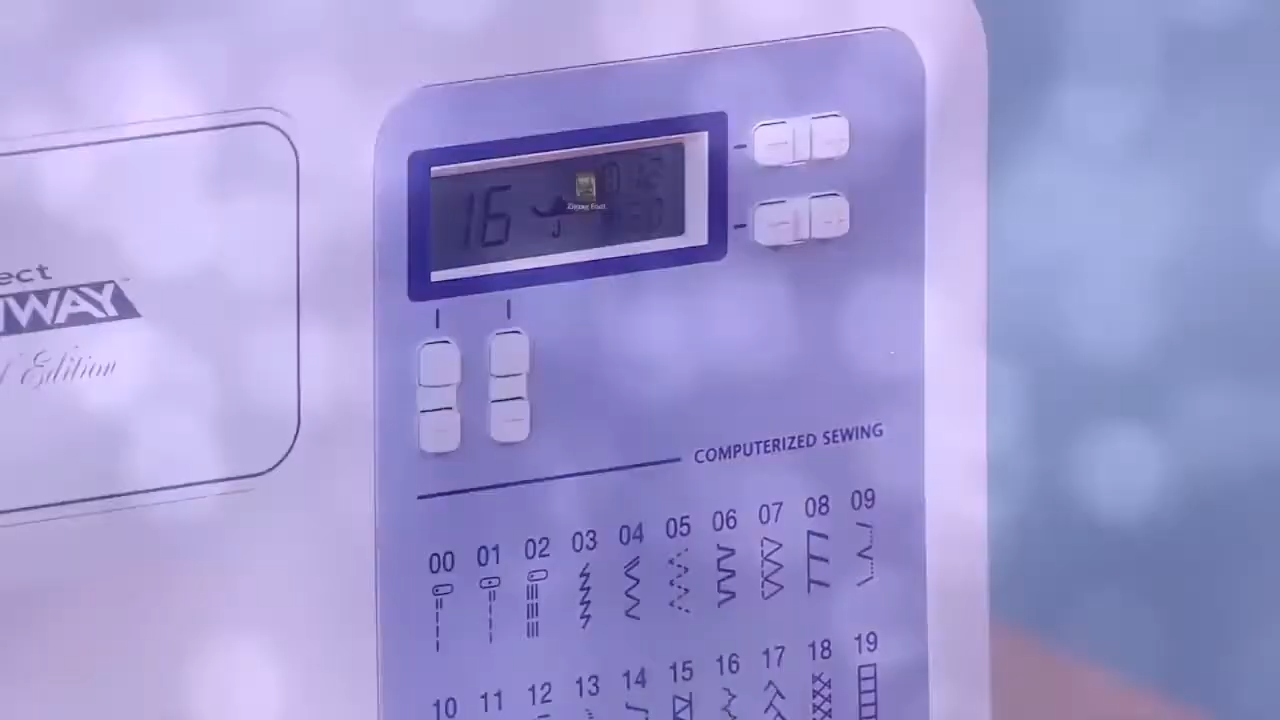 ect
WAY
Edition
16
J
Zigzag Foot
COMPUTERIZED SEWING
00 01 02 03 04 05 06 07 08 09
10 11 12 13 14 15 16 17 18 19